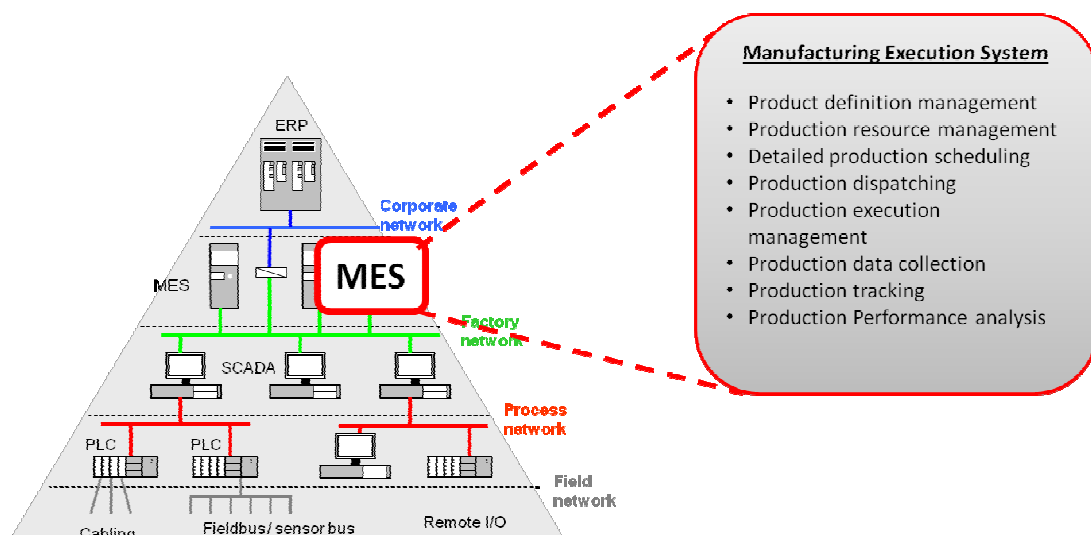 Manufacturing Execution System
• Product definition management
• Production resource management
• Detailed production scheduling
• Production dispatching
• Production execution
management
• Production data collection
• Production tracking
• Production Performance analysis
ERP
Corporate
network
MES
MES
Factory
network
SCADA
Process
network
PLC
PLC
Field
network
Cabling
Fieldbus/ sensor bus
Remote I/O